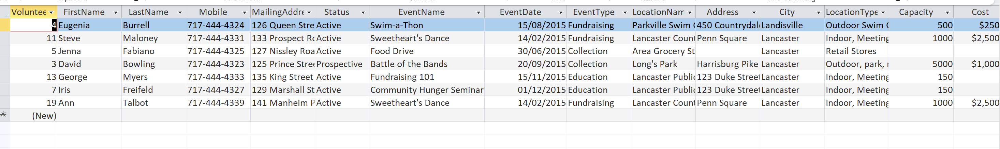 Voluntee FirstName LastName Mobile MailingAddre Status EventName EventDate EventType LocationNam Address City LocationType Capacity Cost
4 Eugenia Burrell 717-444-4324 126 Queen Stre Active Swim-a-Thon 15/08/2015 Fundraising Parkville Swim 450 Countrydal Landisville Outdoor Swim 500 $250
11 Steve Maloney 717-444-4331 133 Prospect Rc Active Sweetheart's Dance 14/02/2015 Fundraising Lancaster Count Penn Square Lancaster Indoor, Meeting 1000 $2,500
5 Jenna Fabiano 717-444-4325 127 Nissley Roa Active Food Drive 30/06/2015 Collection Area Grocery St Lancaster Retail Stores
3 David Bowling 717-444-4323 125 Prince Stree Prospective Battle of the Bands 20/09/2015 Collection Long's Park Harrisburg Pike Lancaster Outdoor, park, 5000 $1,000
13 George Myers 717-444-4333 135 King Street Active Fundraising 101 15/11/2015 Education Lancaster Public 123 Duke Street Lancaster Indoor, Meeting 150
7 Iris Freifeld 717-444-4327 129 Marshall St Active Community Hunger Seminar 01/12/2015 Education Lancaster Public 123 Duke Street Lancaster Indoor, Meeting 150
19 Ann Talbot 717-444-4339 141 Manheim P Active Sweetheart's Dance 14/02/2015 Fundraising Lancaster Count Penn Square Lancaster Indoor, Meeting 1000 $2,500
(New)